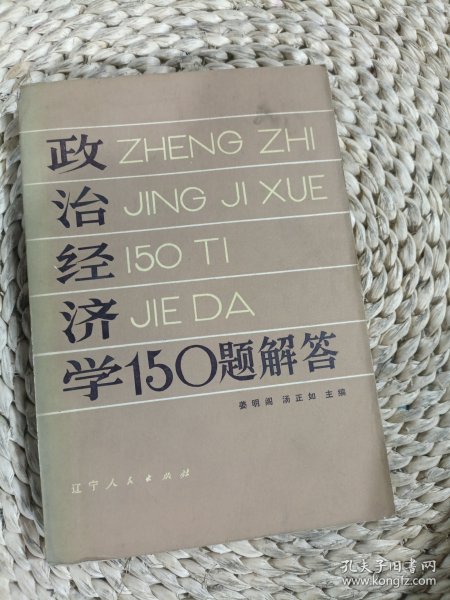 政 ZHENG ZHI
治 JING JI XUE
经 150 TI
济 JIE DA
学150题解答
姜明阁 汤正如 主编
辽宁人民出版社
孔夫子旧书网
www.kongfz.com